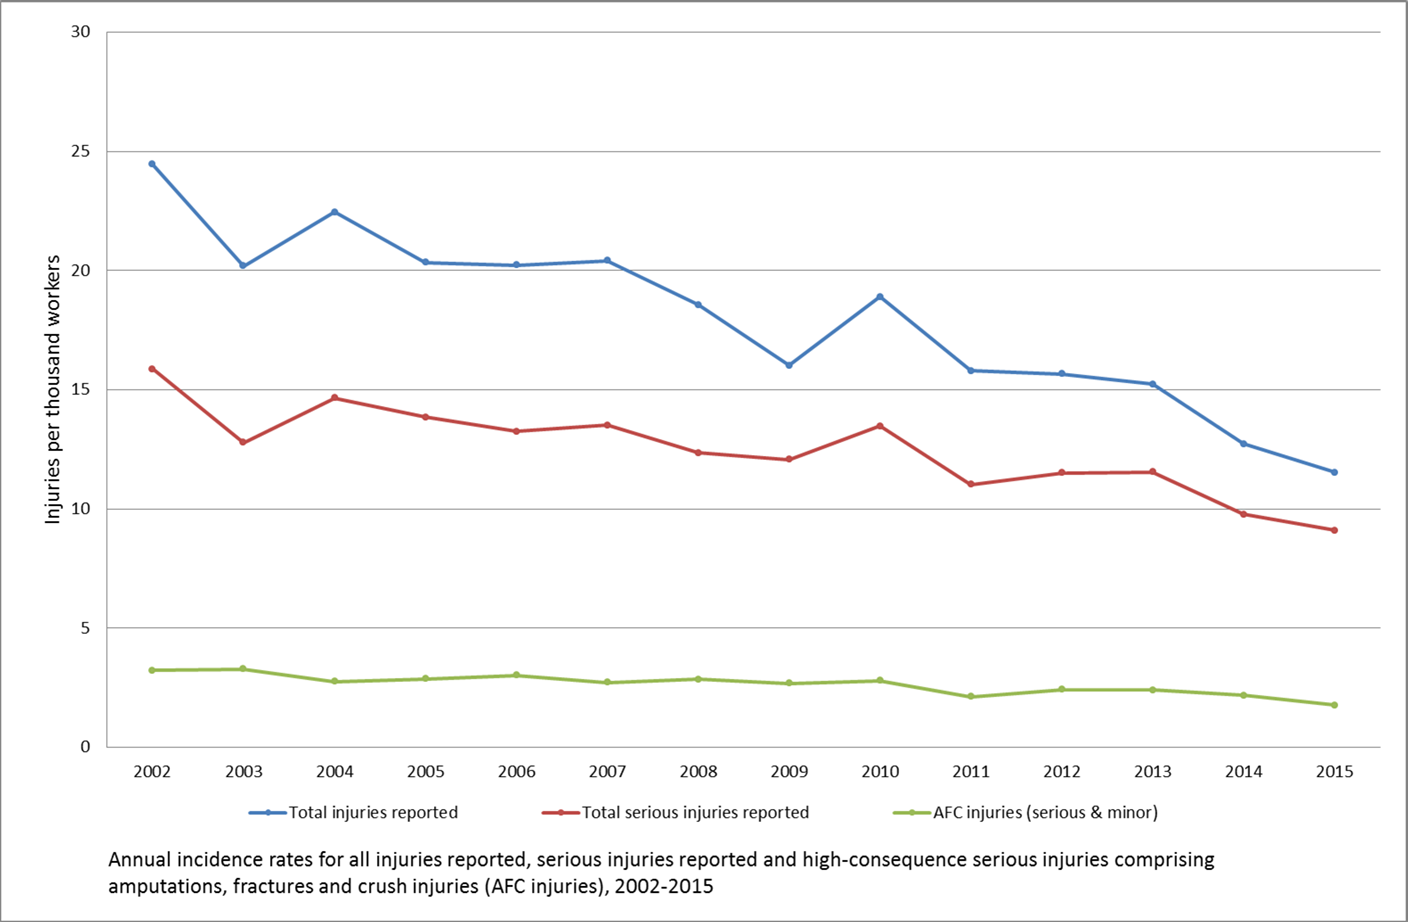 30
25
20
15
10
5
0
Injuries per thousand workers
2002 2003 2004 2005 2006 2007 2008 2009 2010 2011 2012 2013 2014 2015
Total injuries reported Total serious injuries reported AFC injuries (serious & minor)
Annual incidence rates for all injuries reported, serious injuries reported and high-consequence serious injuries comprising
amputations, fractures and crush injuries (AFC injuries), 2002-2015